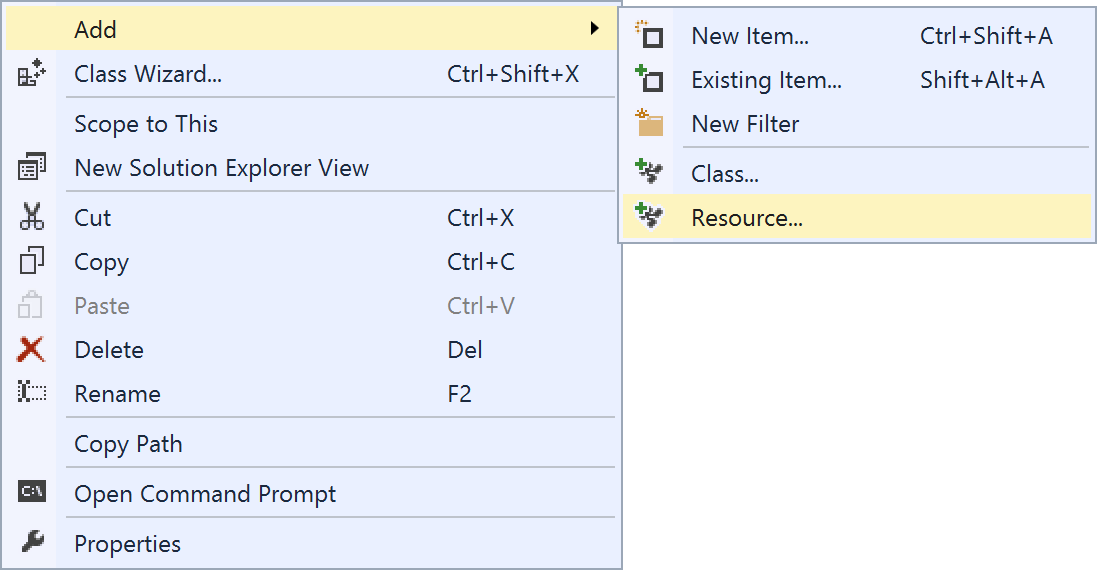 Add
Class Wizard... Ctrl+Shift+X
Scope to This
New Solution Explorer View
Cut Ctrl+X
Copy Ctrl+C
Paste Ctrl+V
Delete Del
Rename F2
Copy Path
C:\ Open Command Prompt
Properties
New Item... Ctrl+Shift+A
Existing Item... Shift+Alt+A
New Filter
Class...
Resource...